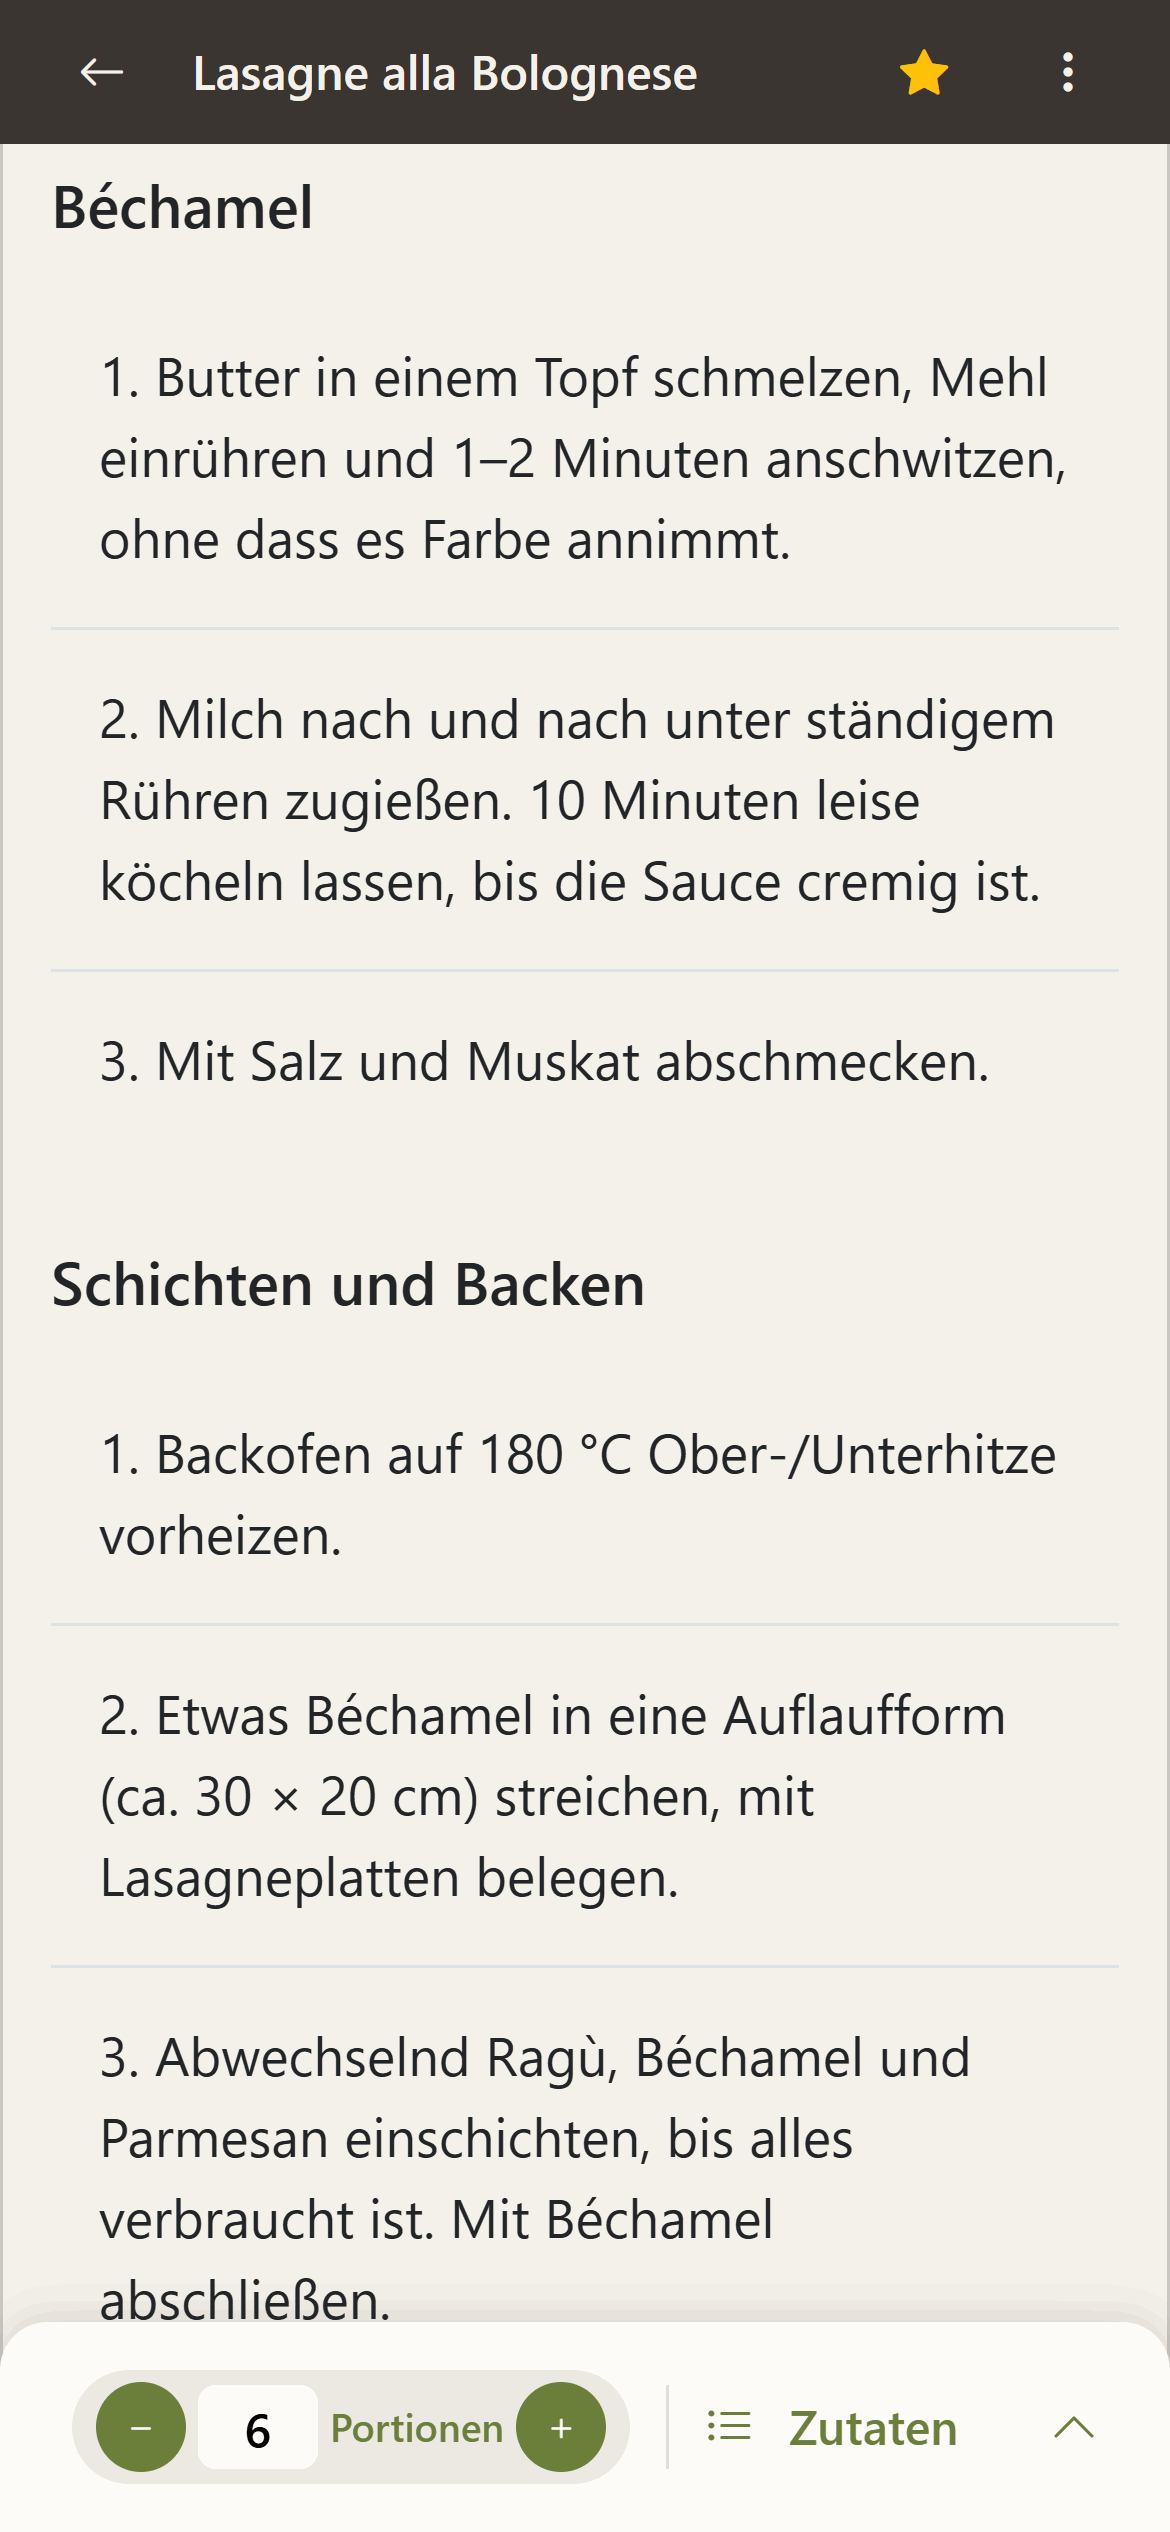 Lasagne alla Bolognese
Béchamel
1. Butter in einem Topf schmelzen, Mehl
einrühren und 1–2 Minuten anschwitzen,
ohne dass es Farbe annimmt.
2. Milch nach und nach unter ständigem
Rühren zugießen. 10 Minuten leise
köcheln lassen, bis die Sauce cremig ist.
3. Mit Salz und Muskat abschmecken.
Schichten und Backen
1. Backofen auf 180 °C Ober-/Unterhitze
vorheizen.
2. Etwas Béchamel in eine Auflaufform
(ca. 30 × 20 cm) streichen, mit
Lasagneplatten belegen.
3. Abwechselnd Ragù, Béchamel und
Parmesan einschichten, bis alles
verbraucht ist. Mit Béchamel
abschließen.
− 6 Portionen + Zutaten